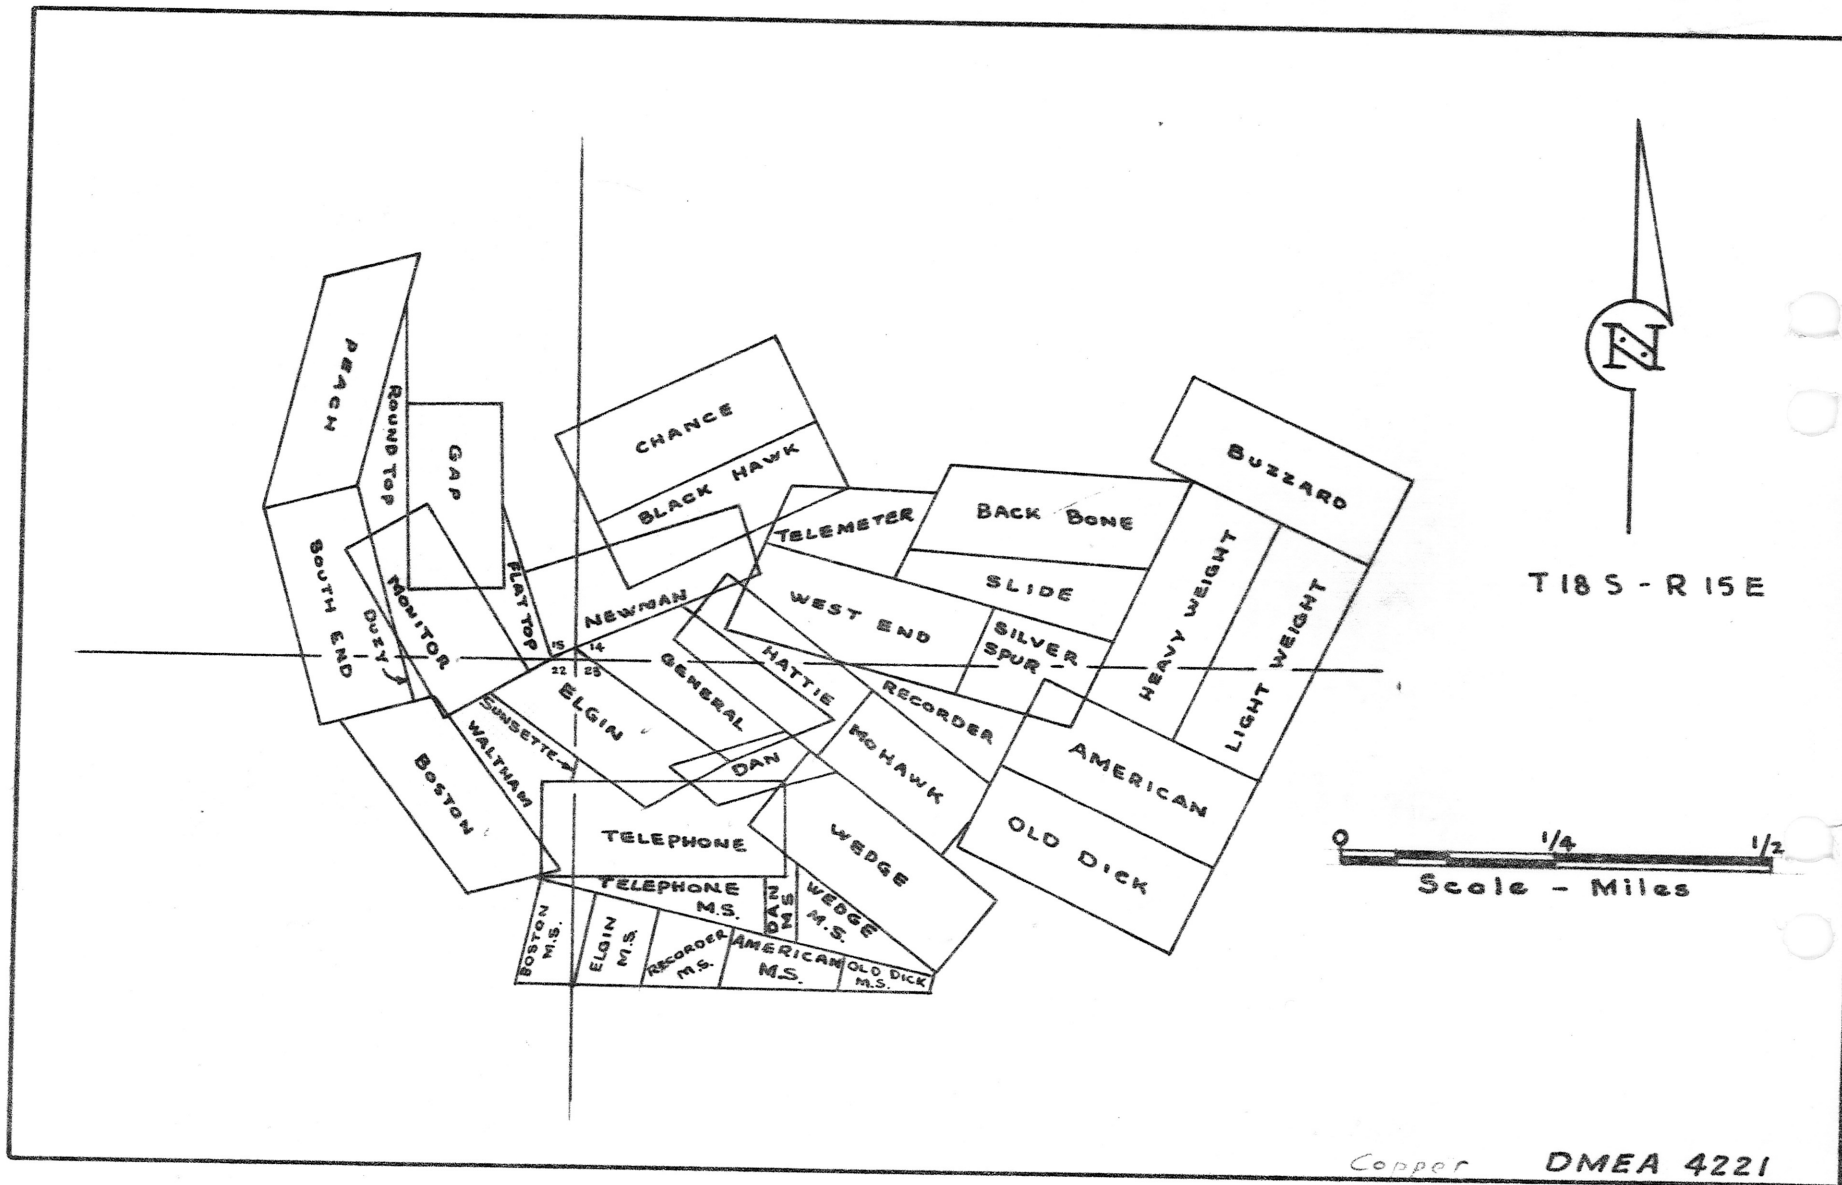 PEACH
ROUND TOP
GAP
CHANCE
BLACK HAWK
BUZZARD
N
T 18 S - R 15 E
TELEMETER
BACK BONE
SLIDE
HEAVY WEIGHT
LIGHT WEIGHT
SOUTH END
DUZY
MONITOR
FLAT TOP
NEWMAN
WEST END
SILVER
SPUR
15
14
22
23
ELGIN
GENERAL
HATTIE
RECORDER
SUNSETTE
WALTHAM
BOSTON
DAN
MOHAWK
AMERICAN
OLD DICK
TELEPHONE
WEDGE
0 1/4 1/2
Scale - Miles
TELEPHONE
M.S.
DAN
MS
WEDGE
M.S.
BOSTON
M.S.
ELGIN
M.S.
RECORDER
M.S.
AMERICAN
M.S.
OLD DICK
M.S.
Copper DMEA 4221